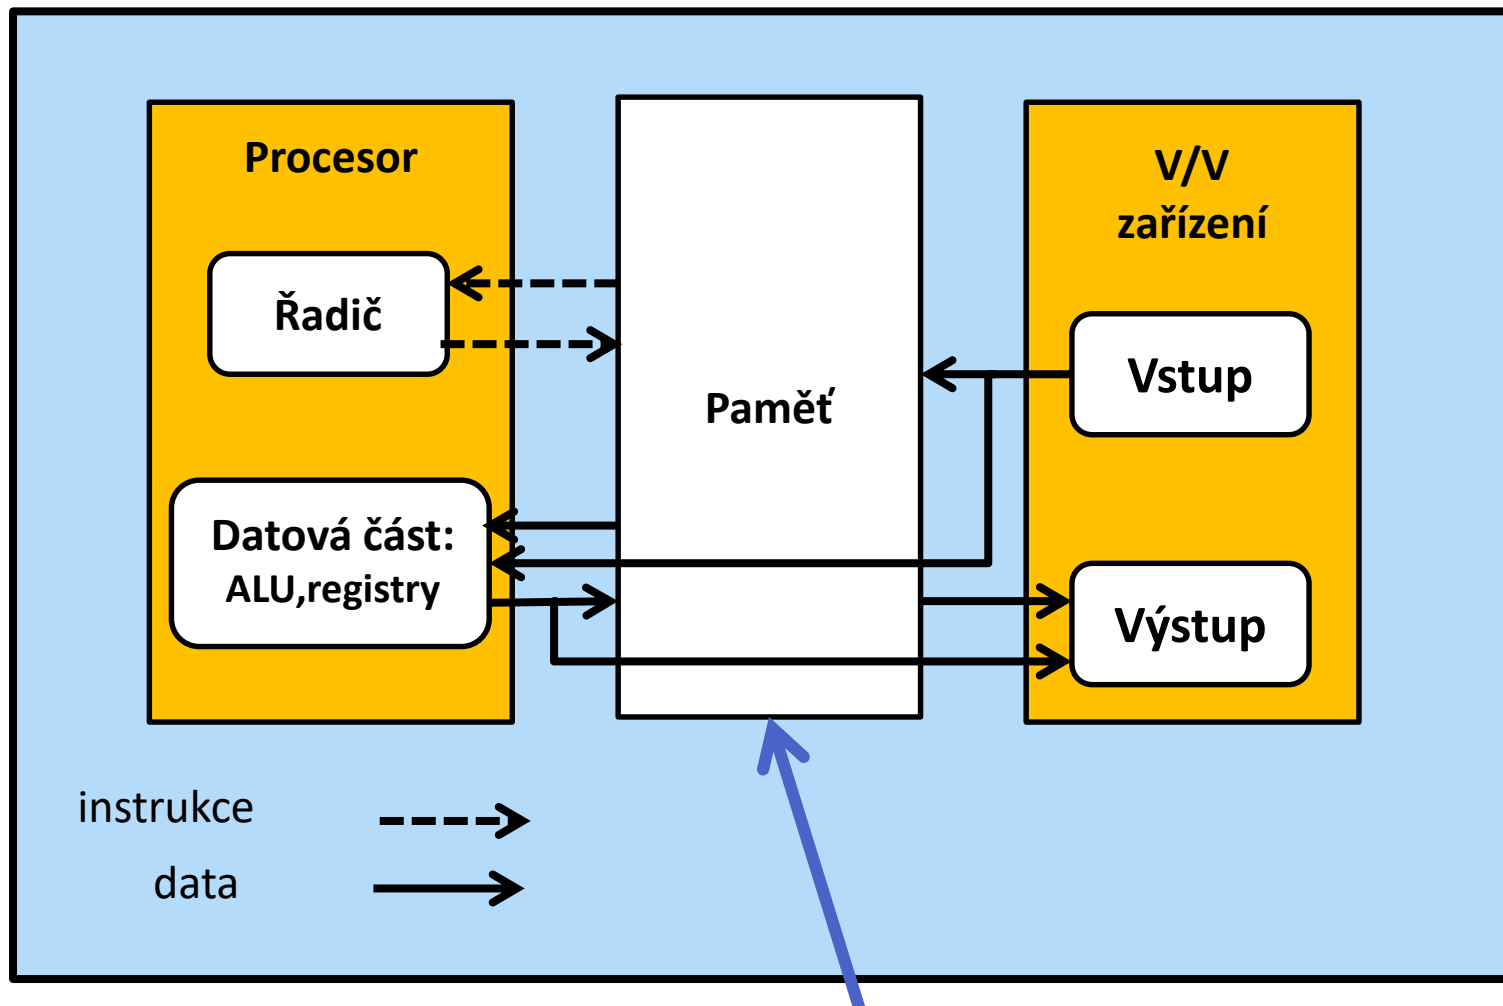 Procesor
Řadič
Datová část:
ALU,registry
Paměť
V/V
zařízení
Vstup
Výstup
instrukce
data